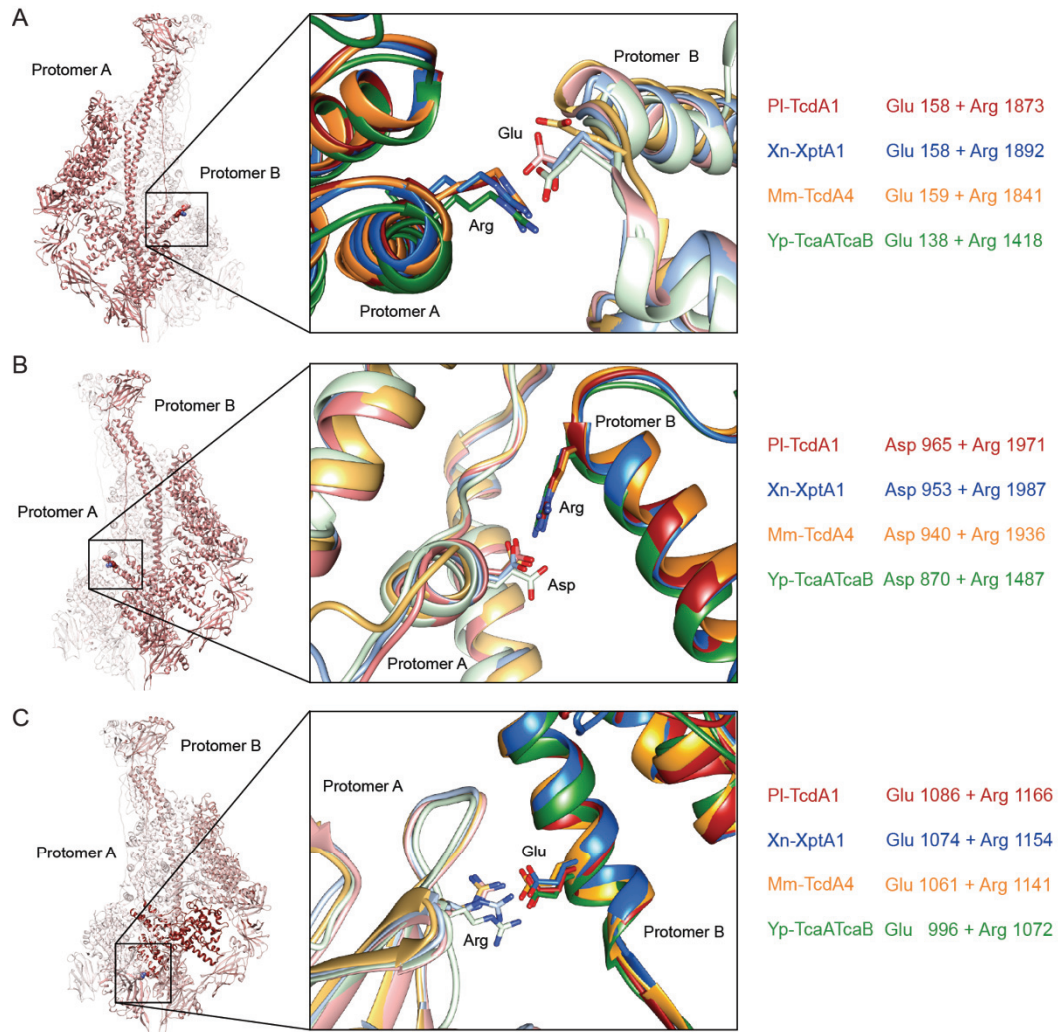 A
Protomer A
Protomer B
Protomer B
Glu
Arg
Protomer A
Pl-TcdA1 Glu 158 + Arg 1873
Xn-XptA1 Glu 158 + Arg 1892
Mm-TcdA4 Glu 159 + Arg 1841
Yp-TcaATcaB Glu 138 + Arg 1418
B
Protomer B
Protomer A
Protomer B
Arg
Asp
Protomer A
Pl-TcdA1 Asp 965 + Arg 1971
Xn-XptA1 Asp 953 + Arg 1987
Mm-TcdA4 Asp 940 + Arg 1936
Yp-TcaATcaB Asp 870 + Arg 1487
C
Protomer B
Protomer A
Protomer A
Glu
Arg
Protomer B
Pl-TcdA1 Glu 1086 + Arg 1166
Xn-XptA1 Glu 1074 + Arg 1154
Mm-TcdA4 Glu 1061 + Arg 1141
Yp-TcaATcaB Glu 996 + Arg 1072